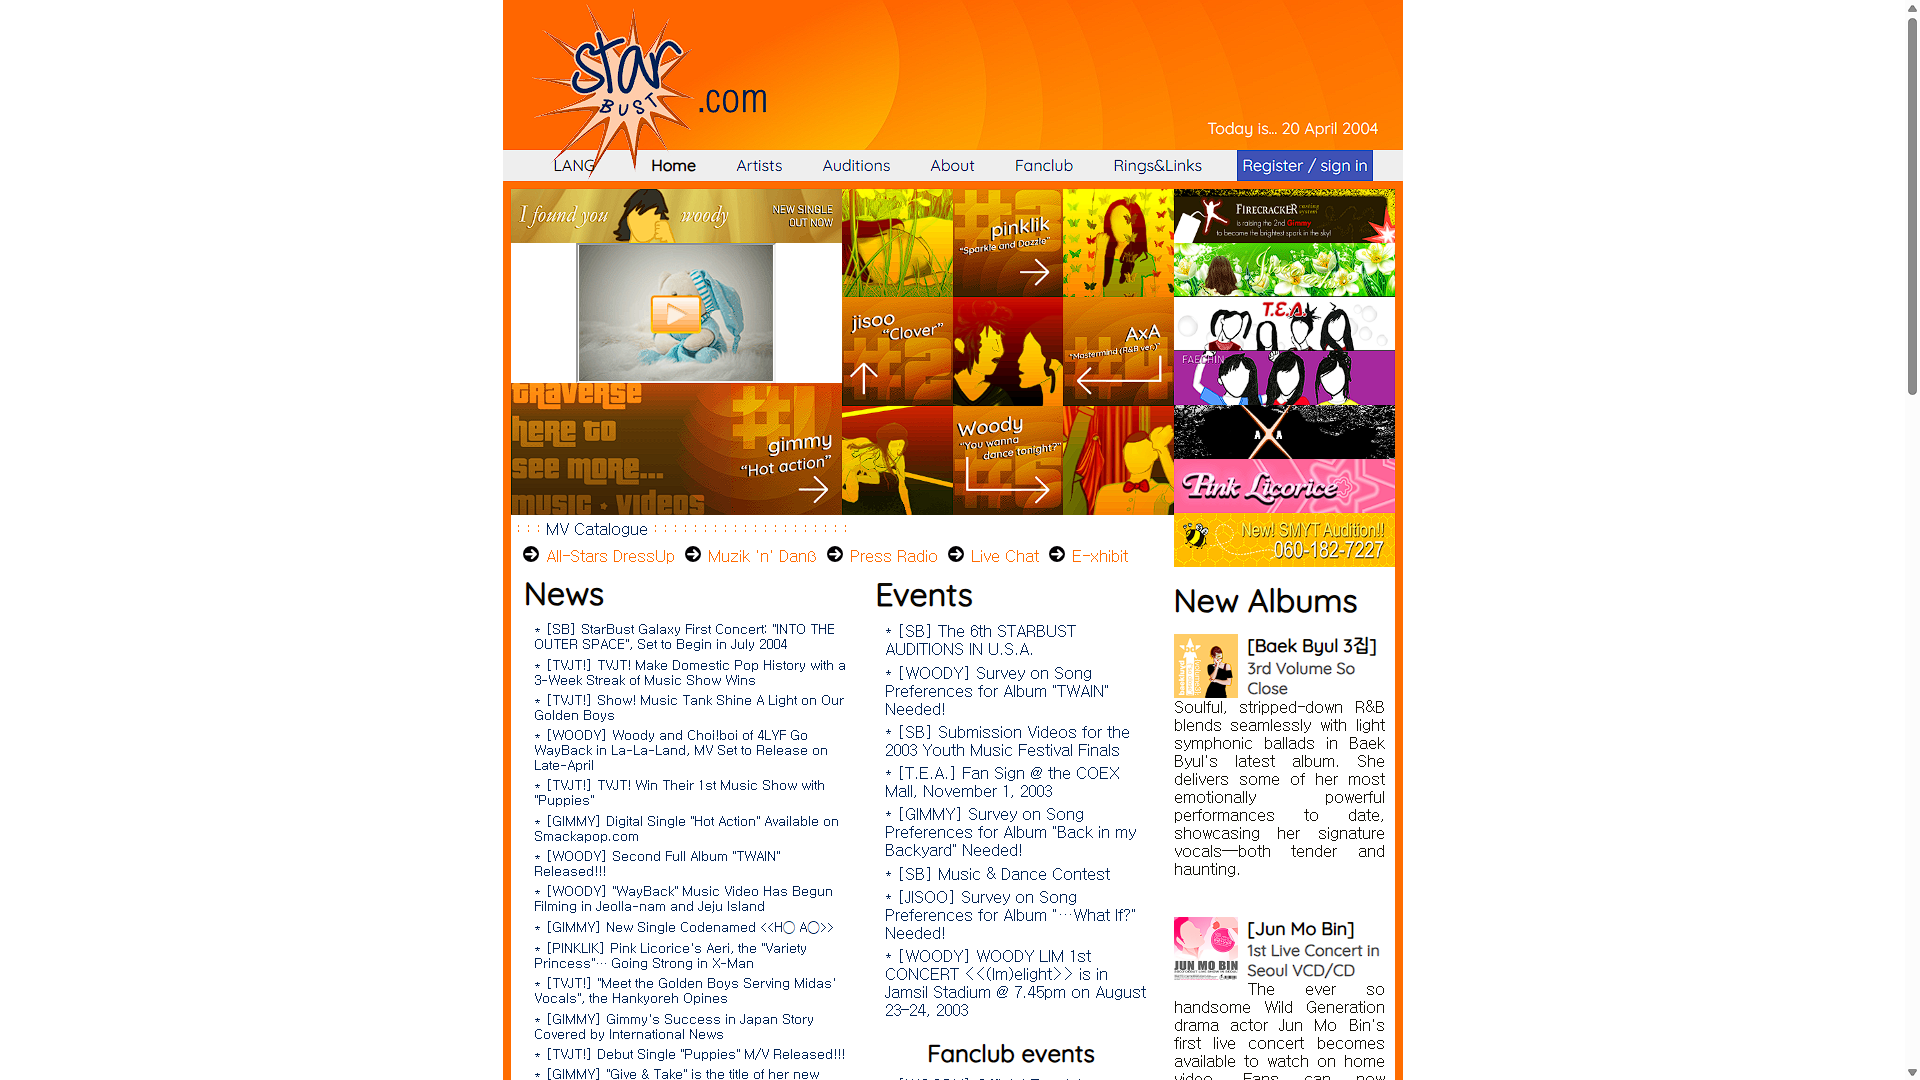 star
BUST
.com
Today is... 20 April 2004
LANG
Home
Artists
Auditions
About
Fanclub
Rings&Links
Register / sign in
I found you woody
NEW SINGLE
OUT NOW
#3
pinklik
"Sparkle and Dazzle"
FIRECRACKER casting system
is raising the 2nd Gimmy
to become the brightest spark in the sky!
jisoo
"Clover"
#2
AxA
"Mastermind (R&B ver.)"
#4
T.E.A.
FAECHIN
A A
traverse
here to
see more...
music * videos
#1
gimmy
"Hot action"
Woody
"You wanna
dance tonight?"
#5
Pink Licorice
New! SMYT Audition!!
060-182-7227
: : : MV Catalogue : : : : : : : : : : : : : : : : : : : :
All-Stars DressUp
Muzik 'n' Danß
Press Radio
Live Chat
E-xhibit
News
* [SB] StarBust Galaxy First Concert: "INTO THE
OUTER SPACE", Set to Begin in July 2004
* [TVJT!] TVJT! Make Domestic Pop History with a
3-Week Streak of Music Show Wins
* [TVJT!] Show! Music Tank Shine A Light on Our
Golden Boys
* [WOODY] Woody and Choi!boi of 4LYF Go
WayBack in La-La-Land, MV Set to Release on
Late-April
* [TVJT!] TVJT! Win Their 1st Music Show with
"Puppies"
* [GIMMY] Digital Single "Hot Action" Available on
Smackapop.com
* [WOODY] Second Full Album "TWAIN"
Released!!!
* [WOODY] "WayBack" Music Video Has Begun
Filming in Jeolla-nam and Jeju Island
* [GIMMY] New Single Codenamed <<H◯ A◯>>
* [PINKLIK] Pink Licorice's Aeri, the "Variety
Princess"… Going Strong in X-Man
* [TVJT!] "Meet the Golden Boys Serving Midas'
Vocals", the Hankyoreh Opines
* [GIMMY] Gimmy's Success in Japan Story
Covered by International News
* [TVJT!] Debut Single "Puppies" M/V Released!!!
* [GIMMY] "Give & Take" is the title of her new
Events
* [SB] The 6th STARBUST
AUDITIONS IN U.S.A.
* [WOODY] Survey on Song
Preferences for Album "TWAIN"
Needed!
* [SB] Submission Videos for the
2003 Youth Music Festival Finals
* [T.E.A.] Fan Sign @ the COEX
Mall, November 1, 2003
* [GIMMY] Survey on Song
Preferences for Album "Back in my
Backyard" Needed!
* [SB] Music & Dance Contest
* [JISOO] Survey on Song
Preferences for Album "…What If?"
Needed!
* [WOODY] WOODY LIM 1st
CONCERT <<(lm)elight>> is in
Jamsil Stadium @ 7.45pm on August
23-24, 2003
Fanclub events
New Albums
[Baek Byul 3집]
3rd Volume So
Close
Soulful, stripped-down R&B
blends seamlessly with light
symphonic ballads in Baek
Byul's latest album. She
delivers some of her most
emotionally powerful
performances to date,
showcasing her signature
vocals—both tender and
haunting.
JUN MO BIN
[Jun Mo Bin]
1st Live Concert in
Seoul VCD/CD
The ever so
handsome Wild Generation
drama actor Jun Mo Bin's
first live concert becomes
available to watch on home
video. Fans can now